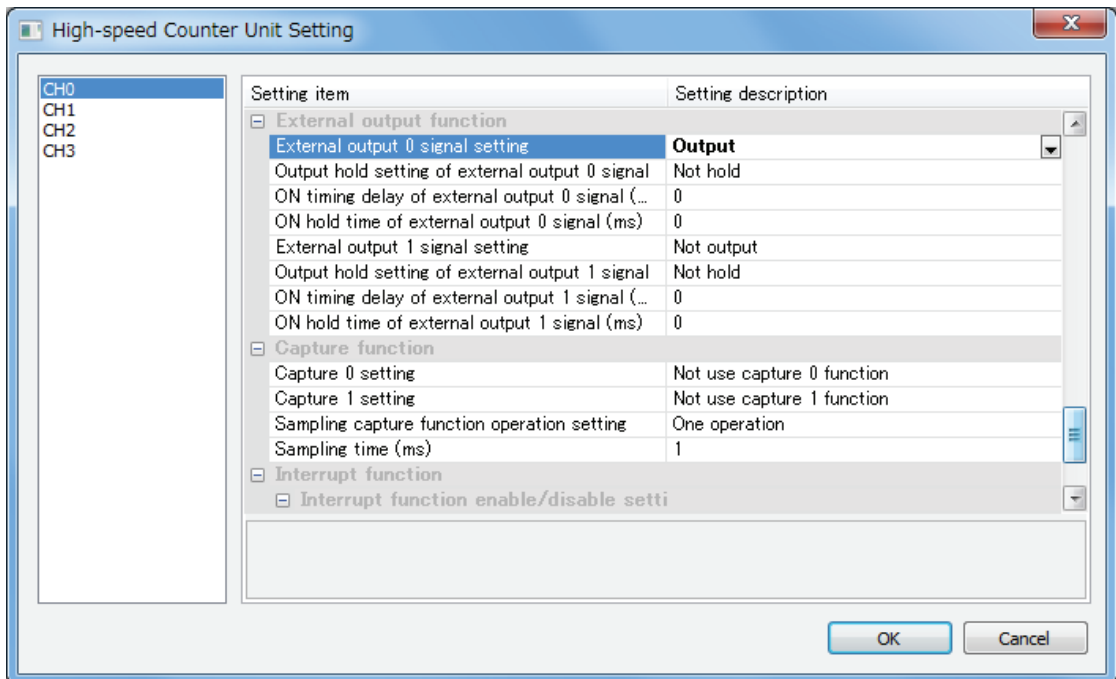 High-speed Counter Unit Setting
CH0
CH1
CH2
CH3
Setting item Setting description
External output function
External output 0 signal setting Output
Output hold setting of external output 0 signal Not hold
ON timing delay of external output 0 signal (... 0
ON hold time of external output 0 signal (ms) 0
External output 1 signal setting Not output
Output hold setting of external output 1 signal Not hold
ON timing delay of external output 1 signal (... 0
ON hold time of external output 1 signal (ms) 0
Capture function
Capture 0 setting Not use capture 0 function
Capture 1 setting Not use capture 1 function
Sampling capture function operation setting One operation
Sampling time (ms) 1
Interrupt function
Interrupt function enable/disable setti
OK Cancel